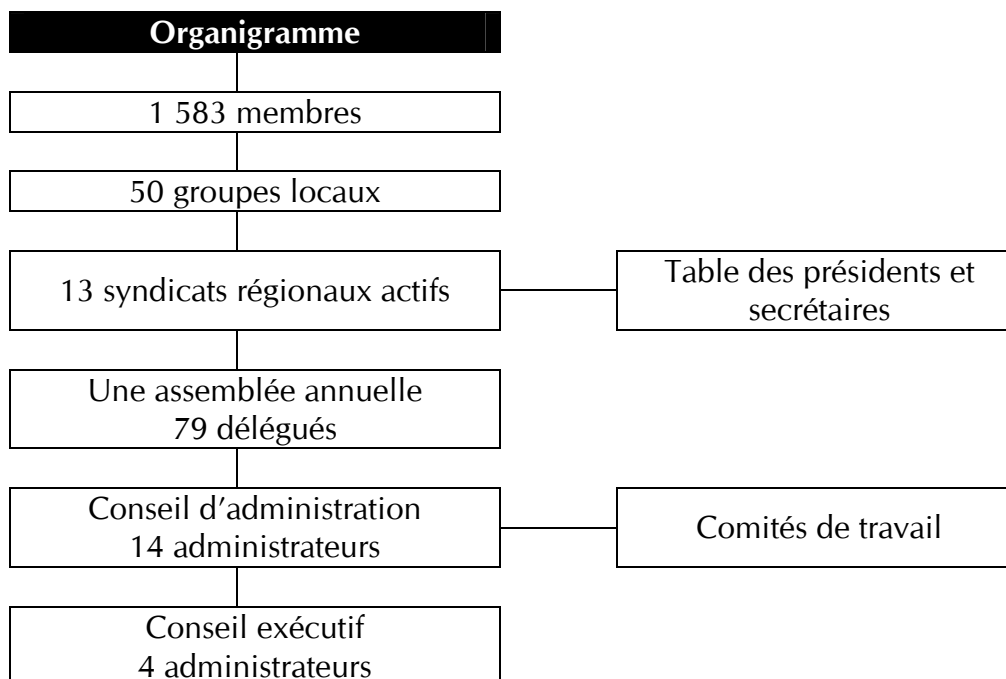 Organigramme
1 583 membres
50 groupes locaux
13 syndicats régionaux actifs
Table des présidents et
secrétaires
Une assemblée annuelle
79 délégués
Conseil d’administration
14 administrateurs
Comités de travail
Conseil exécutif
4 administrateurs